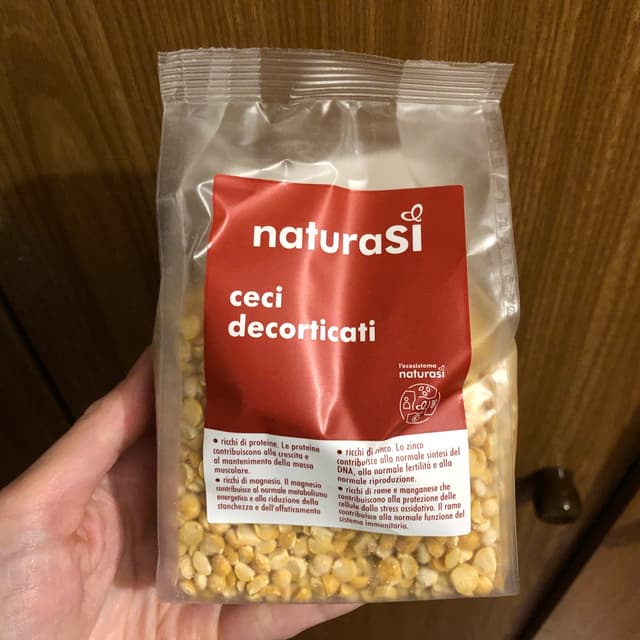 naturaSì
ceci
decorticati
l'ecosistema
naturasì
• ricchi di proteine. Le proteine
contribuiscono alla crescita e
al mantenimento della massa
muscolare.
• ricchi di magnesio. Il magnesio
contribuisce al normale metabolismo
energetico e alla riduzione della
stanchezza e dell'affaticamento
• ricchi di zinco. Lo zinco
contribuisce alla normale sintesi del
DNA, alla normale fertilità e alla
normale riproduzione.
• ricchi di rame e manganese che
contribuiscono alla protezione delle
cellule dallo stress ossidativo. Il rame
contribuisce alla normale funzione del
sistema immunitario.